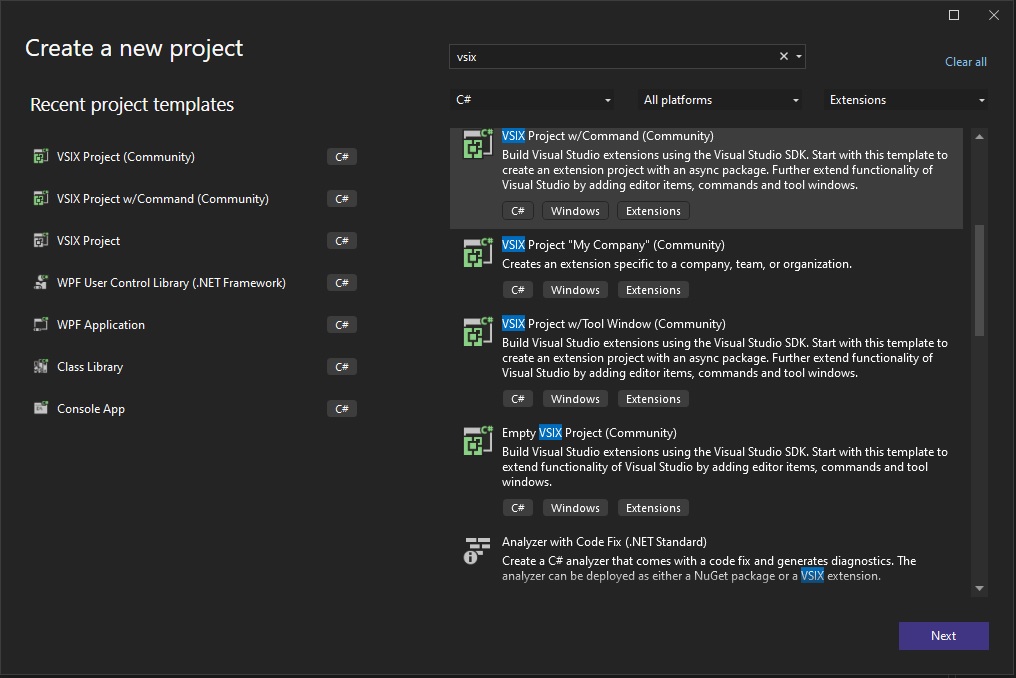 Create a new project
vsix
Clear all
Recent project templates
C#
All platforms
Extensions
VSIX Project (Community)
C#
VSIX Project w/Command (Community)
C#
VSIX Project
C#
WPF User Control Library (.NET Framework)
C#
WPF Application
C#
Class Library
C#
Console App
C#
VSIX Project w/Command (Community)
Build Visual Studio extensions using the Visual Studio SDK. Start with this template to
create an extension project with an async package. Further extend functionality of
Visual Studio by adding editor items, commands and tool windows.
C#
Windows
Extensions
VSIX Project "My Company" (Community)
Creates an extension specific to a company, team, or organization.
C#
Windows
Extensions
VSIX Project w/Tool Window (Community)
Build Visual Studio extensions using the Visual Studio SDK. Start with this template to
create an extension project with an async package. Further extend functionality of
Visual Studio by adding editor items, commands and tool windows.
C#
Windows
Extensions
Empty VSIX Project (Community)
Build Visual Studio extensions using the Visual Studio SDK. Start with this template to
extend functionality of Visual Studio by adding editor items, commands and tool
windows.
C#
Windows
Extensions
Analyzer with Code Fix (.NET Standard)
Create a C# analyzer that comes with a code fix and generates diagnostics. The
analyzer can be deployed as either a NuGet package or a VSIX extension.
Next